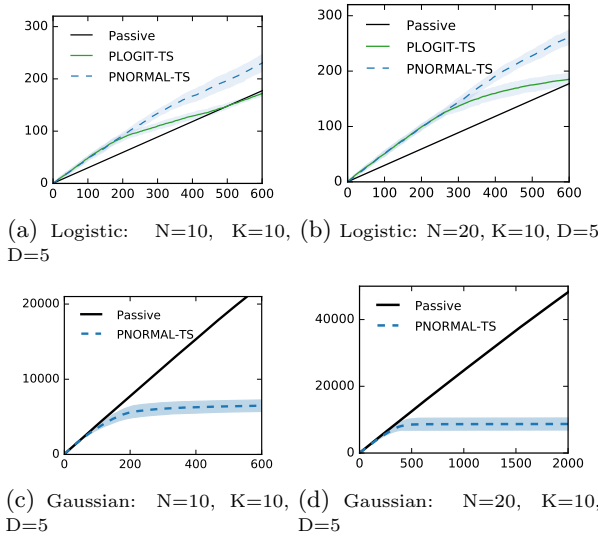 300
200
100
0
Passive
PLOGIT-TS
PNORMAL-TS
0 100 200 300 400 500 600
(a) Logistic: N=10, K=10, D=5
300
200
100
0
Passive
PLOGIT-TS
PNORMAL-TS
0 100 200 300 400 500 600
(b) Logistic: N=20, K=10, D=5
20000
10000
0
Passive
PNORMAL-TS
0 200 400 600
(c) Gaussian: N=10, K=10,
D=5
40000
20000
0
Passive
PNORMAL-TS
0 500 1000 1500 2000
(d) Gaussian: N=20, K=10,
D=5